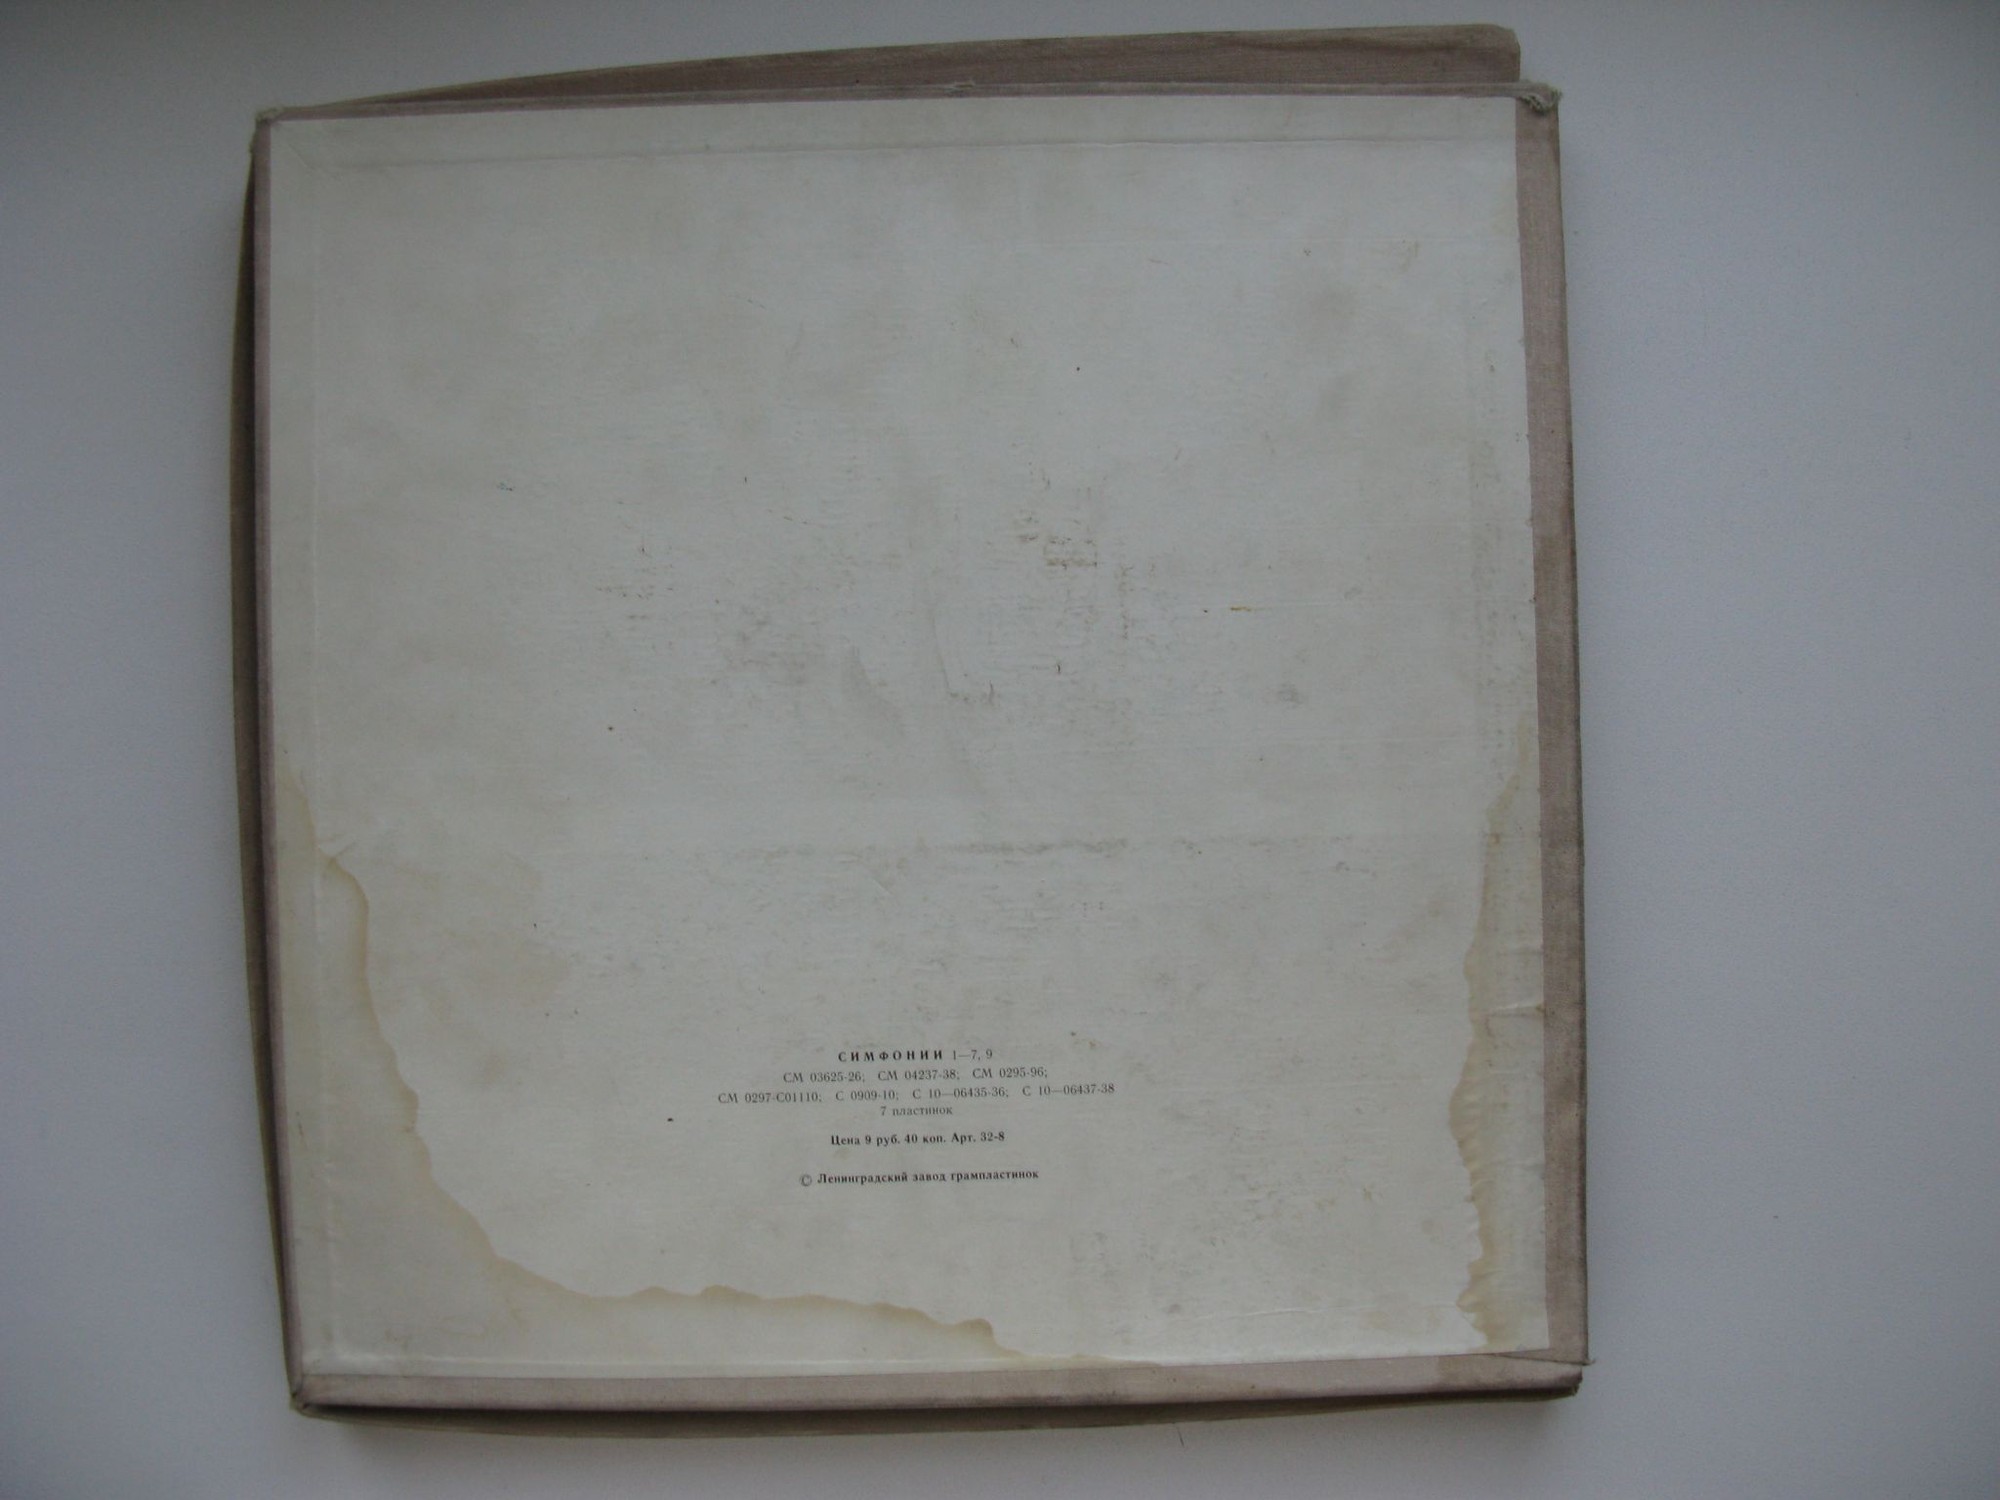 СИМФОНИИ 1—7, 9
СМ 03625-26; СМ 04237-38; СМ 0295-96;
СМ 0297-С01110; С 0909-10; С 10—06435-36; С 10—06437-38
7 пластинок
Цена 9 руб. 40 коп. Арт. 32-8
© Ленинградский завод грампластинок